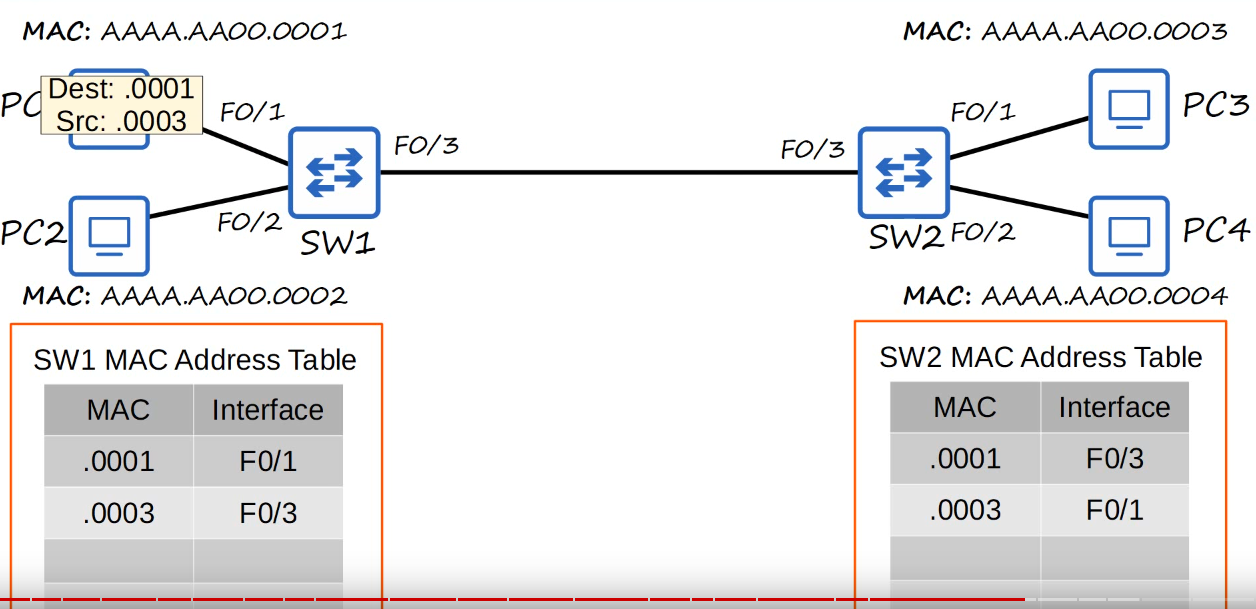 MAC: AAAA.AA00.0001
MAC: AAAA.AA00.0003
PC
Dest: .0001
Src: .0003
F0/1
F0/3
F0/3
F0/1
PC3
PC2
F0/2
SW1
SW2
F0/2
PC4
MAC: AAAA.AA00.0002
MAC: AAAA.AA00.0004
SW1 MAC Address Table
MAC Interface
.0001 F0/1
.0003 F0/3
SW2 MAC Address Table
MAC Interface
.0001 F0/3
.0003 F0/1